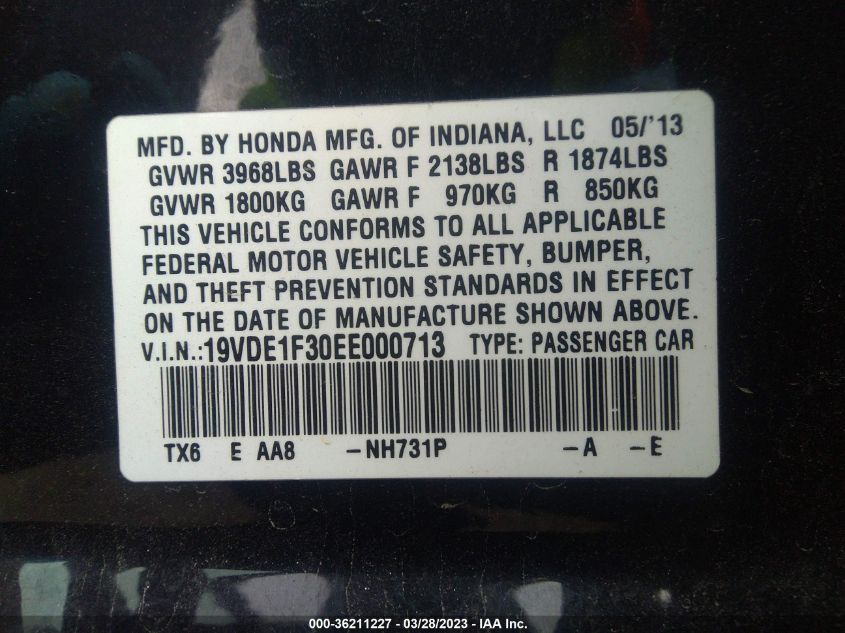 MFD. BY HONDA MFG. OF INDIANA, LLC 05/'13
GVWR 3968LBS GAWR F 2138LBS R 1874LBS
GVWR 1800KG GAWR F 970KG R 850KG
THIS VEHICLE CONFORMS TO ALL APPLICABLE
FEDERAL MOTOR VEHICLE SAFETY, BUMPER,
AND THEFT PREVENTION STANDARDS IN EFFECT
ON THE DATE OF MANUFACTURE SHOWN ABOVE.
V.I.N.:19VDE1F30EE000713 TYPE: PASSENGER CAR
TX6 E AA8 -NH731P -A -E
000-36211227 - 03/28/2023 - IAA Inc.